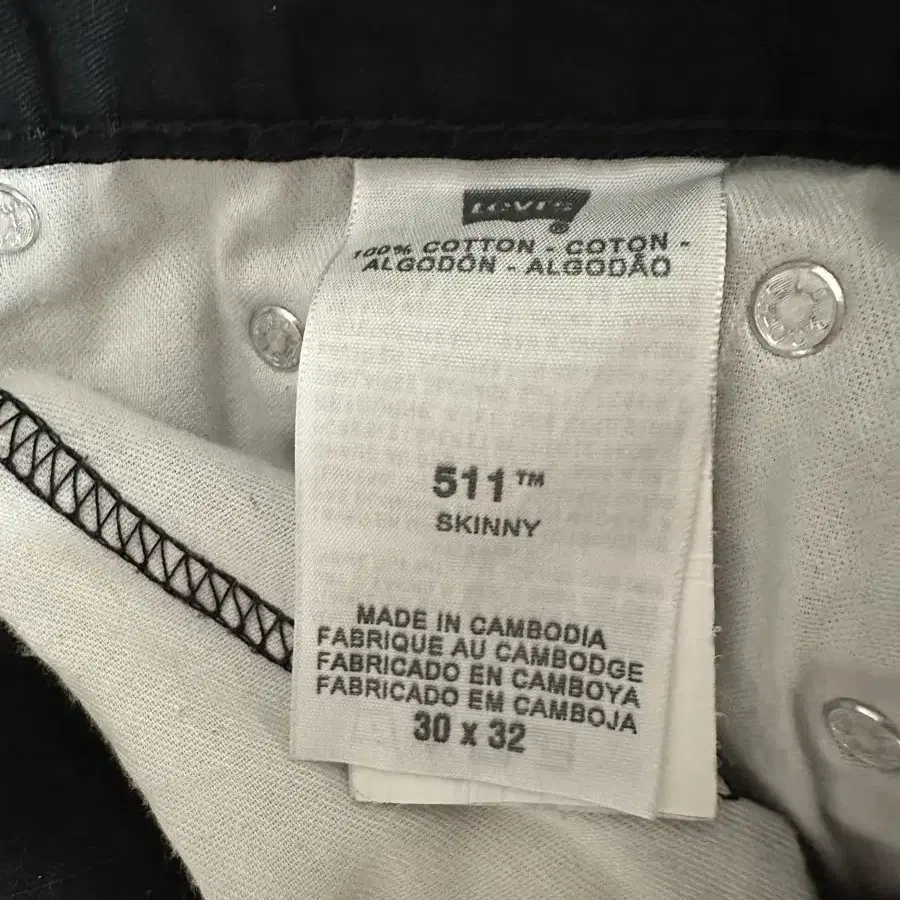 LEVI'S
®
100% COTTON - COTON -
ALGODÓN - ALGODÃO
511™
SKINNY
MADE IN CAMBODIA
FABRIQUE AU CAMBODGE
FABRICADO EN CAMBOYA
FABRICADO EM CAMBOJA
30 x 32